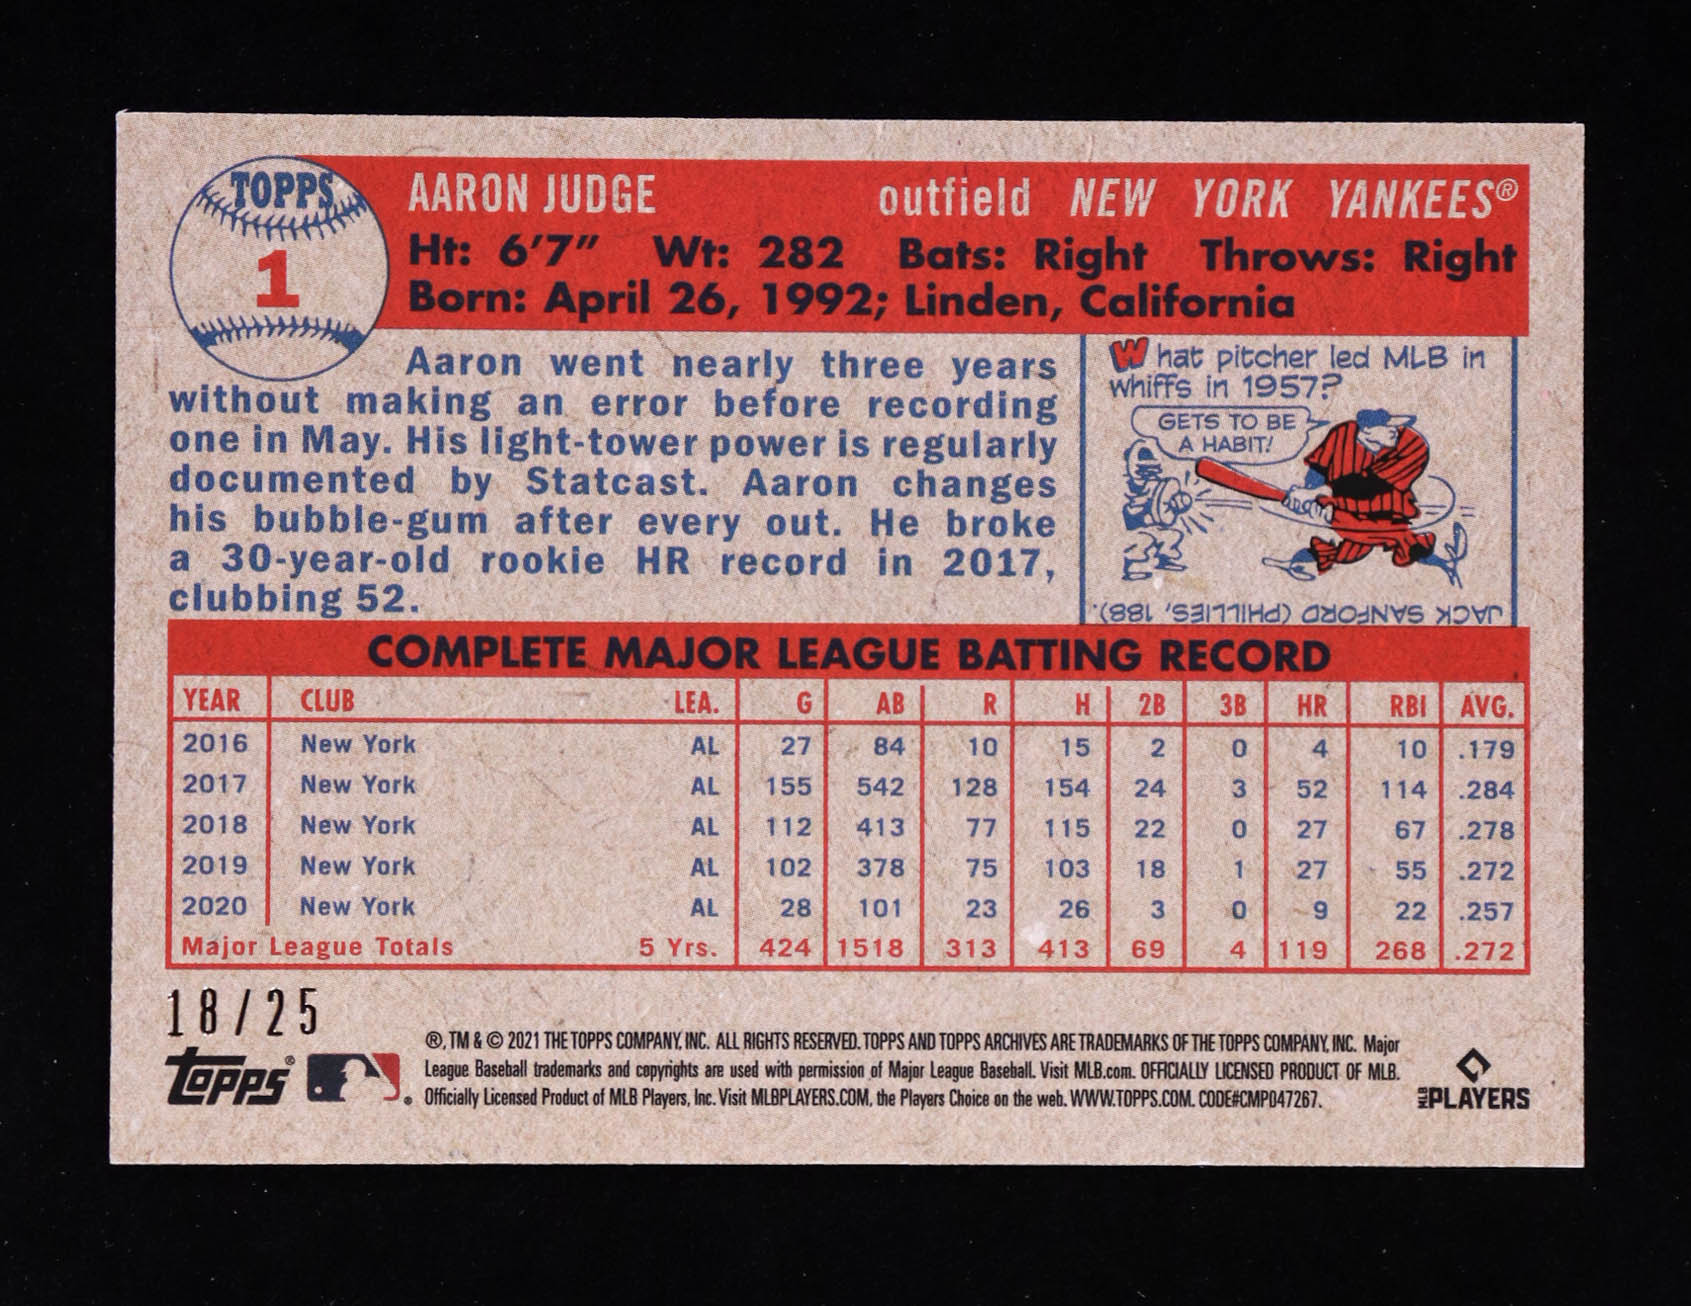 TOPPS
1
AARON JUDGE outfield NEW YORK YANKEES®
Ht: 6'7" Wt: 282 Bats: Right Throws: Right
Born: April 26, 1992; Linden, California
Aaron went nearly three years
without making an error before recording
one in May. His light-tower power is regularly
documented by Statcast. Aaron changes
his bubble-gum after every out. He broke
a 30-year-old rookie HR record in 2017,
clubbing 52.
What pitcher led MLB in
whiffs in 1957?
GETS TO BE
A HABIT!
JACK SANFORD (PHILLIES, 188).
COMPLETE MAJOR LEAGUE BATTING RECORD
YEAR CLUB LEA. G AB R H 2B 3B HR RBI AVG.
2016 New York AL 27 84 10 15 2 0 4 10 .179
2017 New York AL 155 542 128 154 24 3 52 114 .284
2018 New York AL 112 413 77 115 22 0 27 67 .278
2019 New York AL 102 378 75 103 18 1 27 55 .272
2020 New York AL 28 101 23 26 3 0 9 22 .257
Major League Totals 5 Yrs. 424 1518 313 413 69 4 119 268 .272
18/25
Topps®
®, TM & © 2021 THE TOPPS COMPANY, INC. ALL RIGHTS RESERVED. TOPPS AND TOPPS ARCHIVES ARE TRADEMARKS OF THE TOPPS COMPANY, INC. Major
League Baseball trademarks and copyrights are used with permission of Major League Baseball. Visit MLB.com. OFFICIALLY LICENSED PRODUCT OF MLB.
Officially Licensed Product of MLB Players, Inc. Visit MLBPLAYERS.COM, the Players Choice on the web. WWW.TOPPS.COM. CODE#CMP047267.
MLB PLAYERS